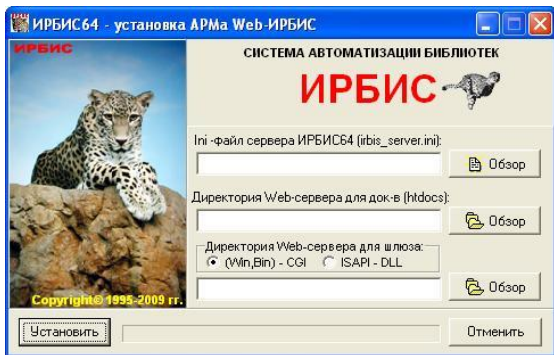 ИРБИС64 - установка АРМа Web-ИРБИС
ИРБИС
СИСТЕМА АВТОМАТИЗАЦИИ БИБЛИОТЕК
ИРБИС
Ini -файл сервера ИРБИС64 (irbis_server.ini):
Обзор
Директория Web-сервера для док-в (htdocs):
Обзор
Директория Web-сервера для шлюза:
(Win,Bin) - CGI ISAPI - DLL
Обзор
Copyright© 1995-2009 гг.
Установить Отменить